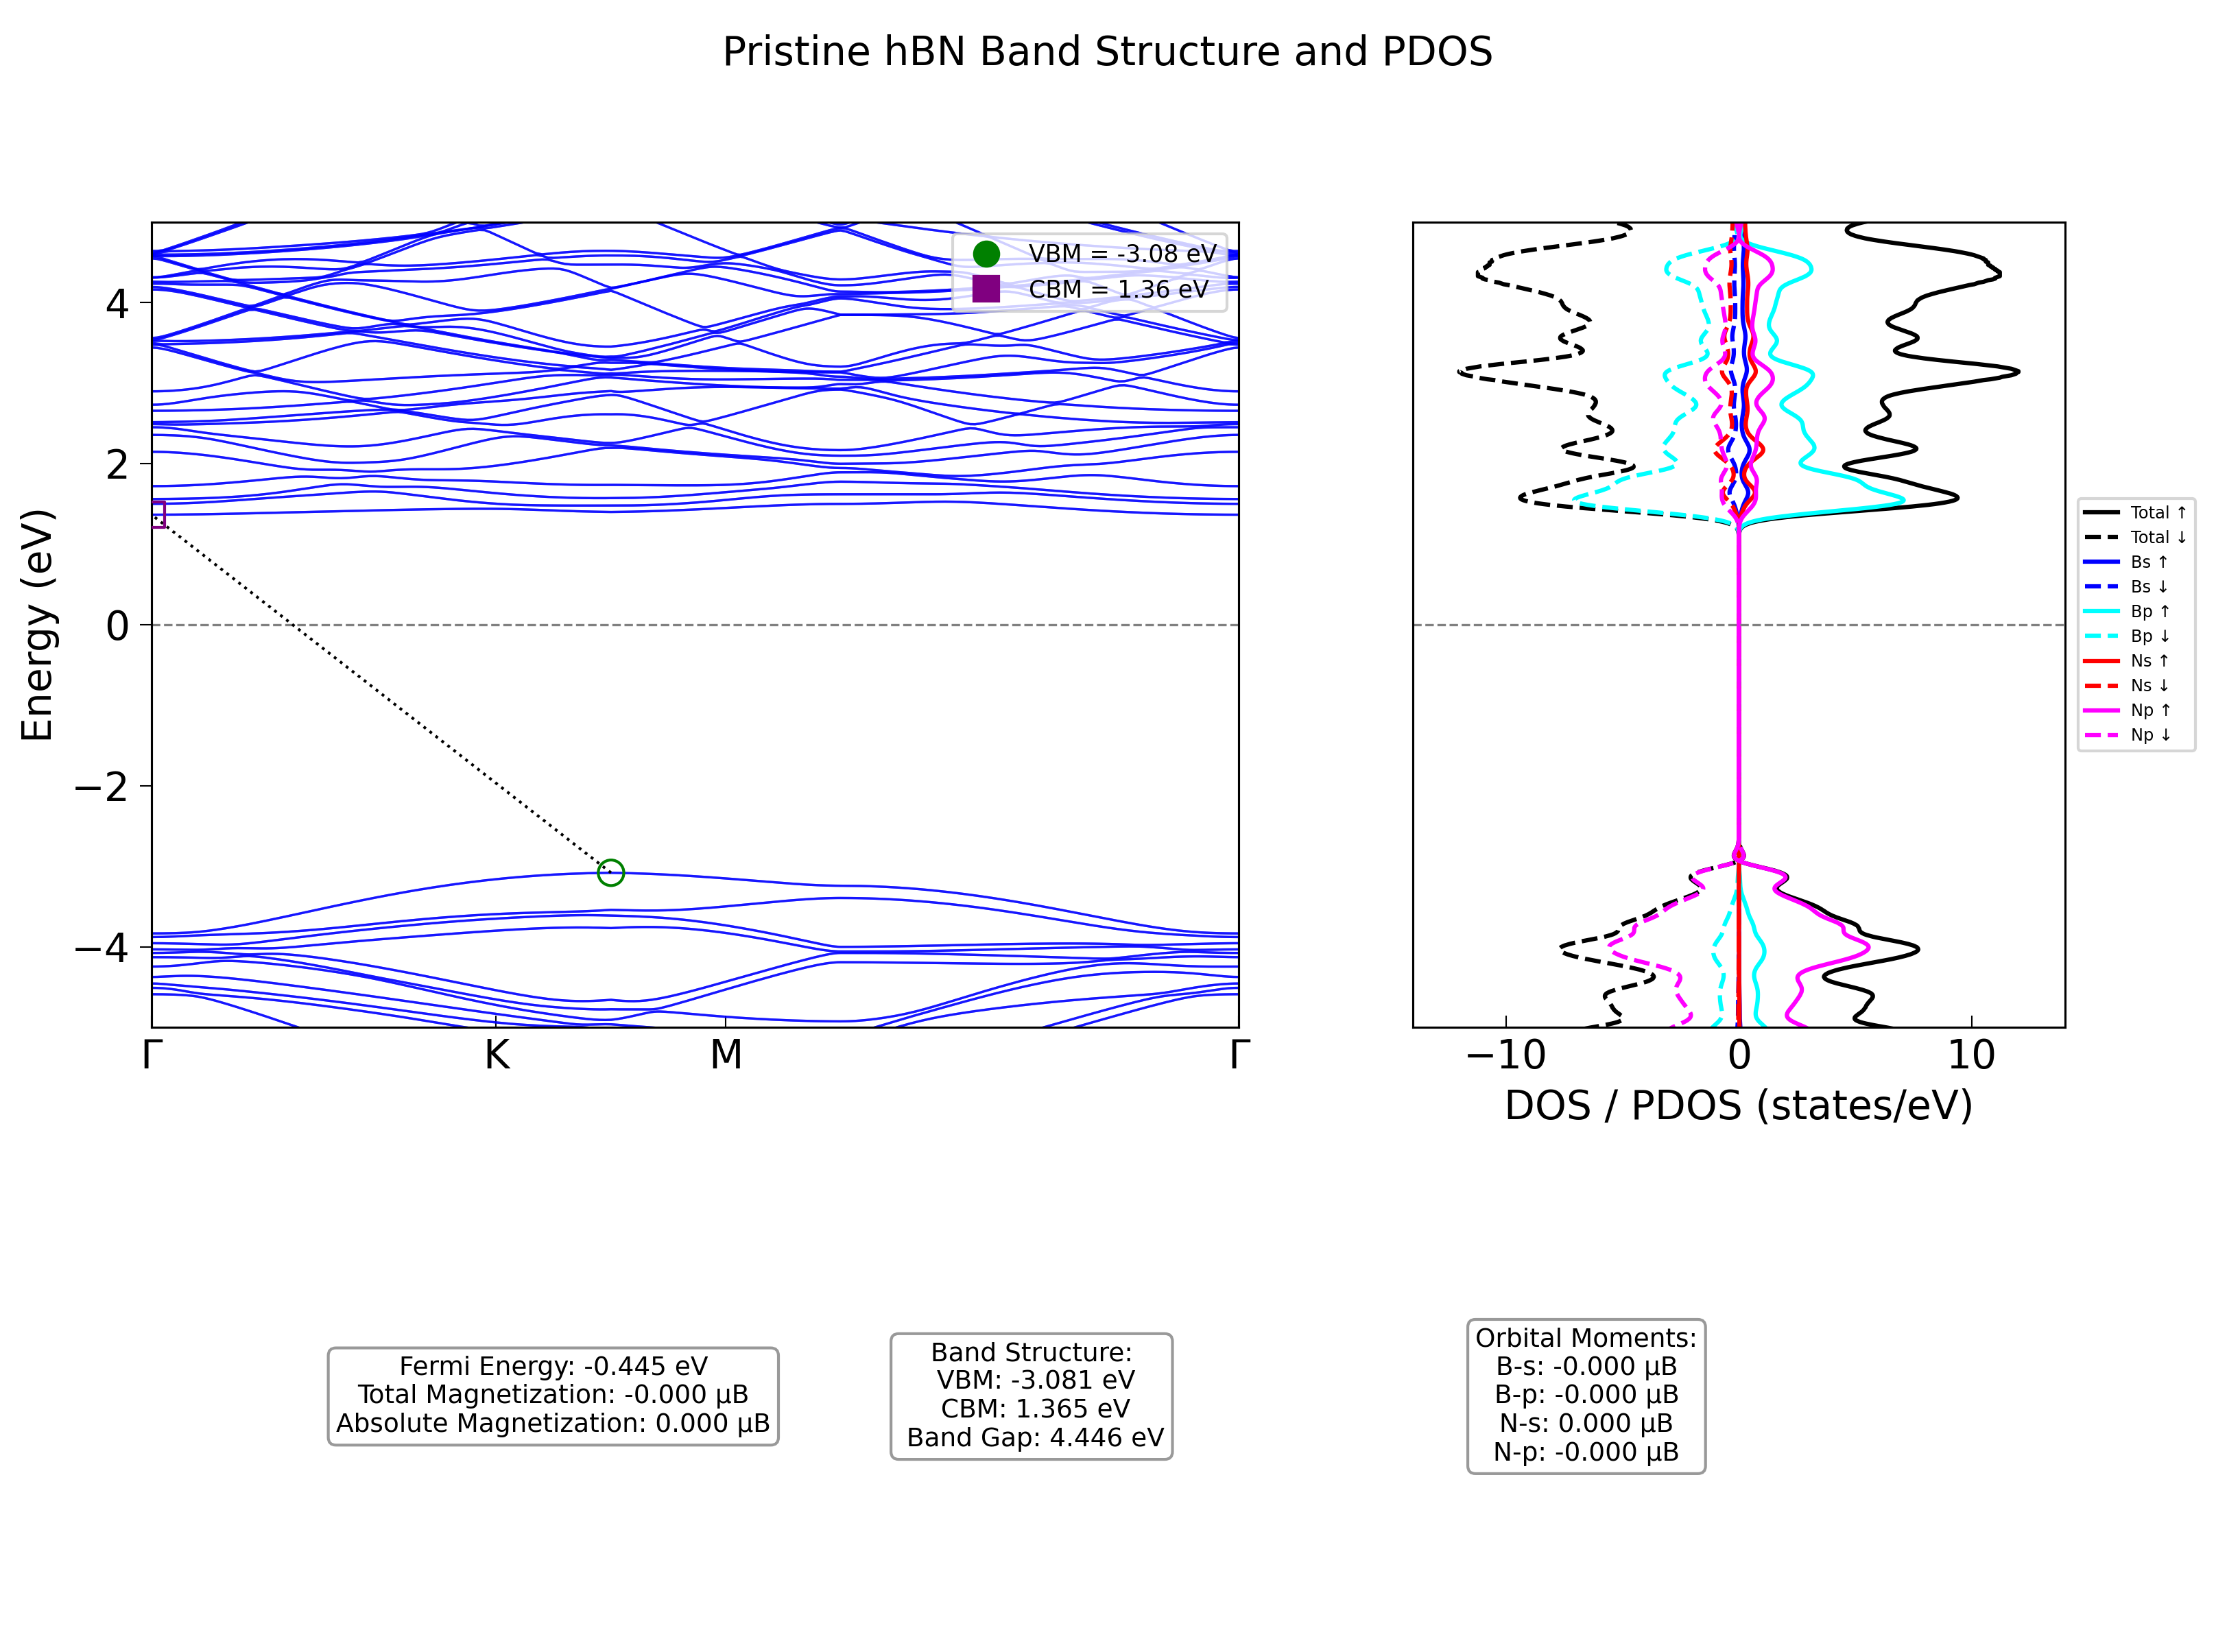 Pristine hBN Band Structure and PDOS
VBM = -3.08 eV
CBM = 1.36 eV
Energy (eV)
4
2
0
−2
−4
Γ
K
M
Γ
−10
0
10
DOS / PDOS (states/eV)
Total ↑
Total ↓
Bs ↑
Bs ↓
Bp ↑
Bp ↓
Ns ↑
Ns ↓
Np ↑
Np ↓
Fermi Energy: -0.445 eV
Total Magnetization: -0.000 μB
Absolute Magnetization: 0.000 μB
Band Structure:
VBM: -3.081 eV
CBM: 1.365 eV
Band Gap: 4.446 eV
Orbital Moments:
B-s: -0.000 μB
B-p: -0.000 μB
N-s: 0.000 μB
N-p: -0.000 μB